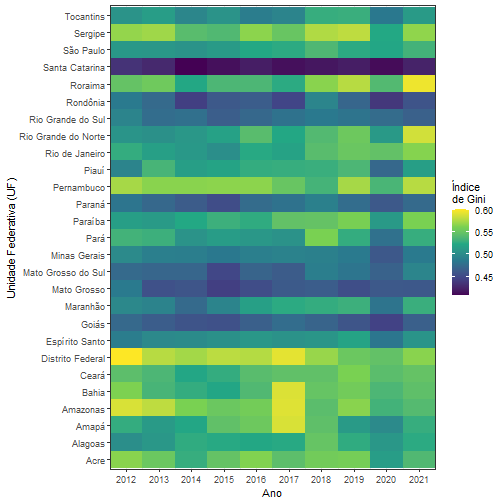 Tocantins
Sergipe
São Paulo
Santa Catarina
Roraima
Rondônia
Rio Grande do Sul
Rio Grande do Norte
Rio de Janeiro
Piauí
Pernambuco
Paraná
Paraíba
Pará
Minas Gerais
Mato Grosso do Sul
Mato Grosso
Maranhão
Goiás
Espírito Santo
Distrito Federal
Ceará
Bahia
Amazonas
Amapá
Alagoas
Acre
Unidade Federativa (UF)
2012 2013 2014 2015 2016 2017 2018 2019 2020 2021
Ano
Índice
de Gini
0.60
0.55
0.50
0.45